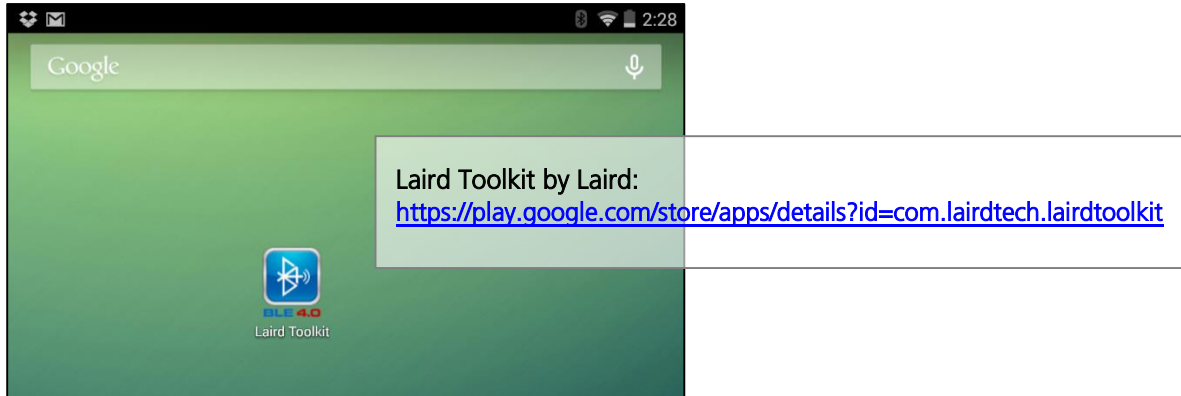 2:28
Google
Laird Toolkit by Laird:
https://play.google.com/store/apps/details?id=com.lairdtech.lairdtoolkit
BLE 4.0
Laird Toolkit